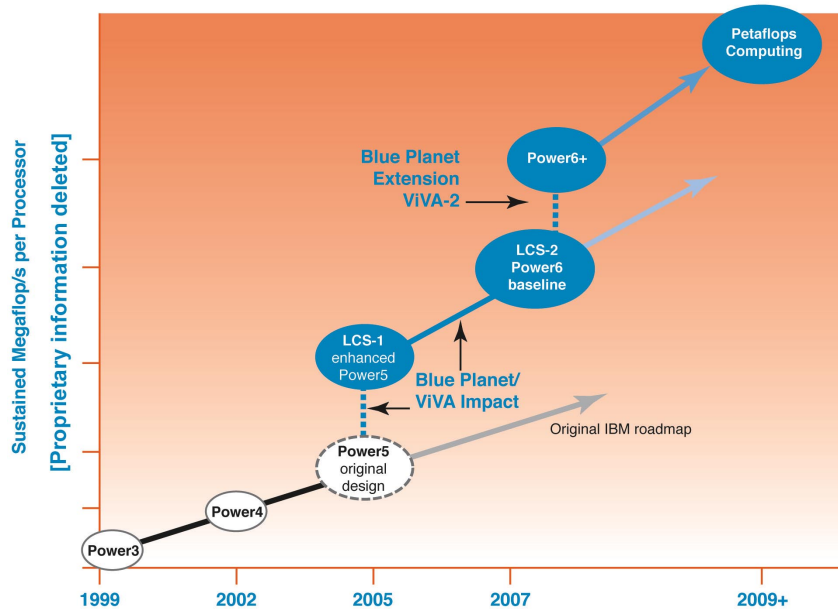 Petaflops
Computing
Sustained Megaflop/s per Processor
[Proprietary information deleted]
Blue Planet
Extension
ViVA-2
Power6+
LCS-2
Power6
baseline
LCS-1
enhanced
Power5
Blue Planet/
ViVA Impact
Original IBM roadmap
Power5
original
design
Power4
Power3
1999
2002
2005
2007
2009+